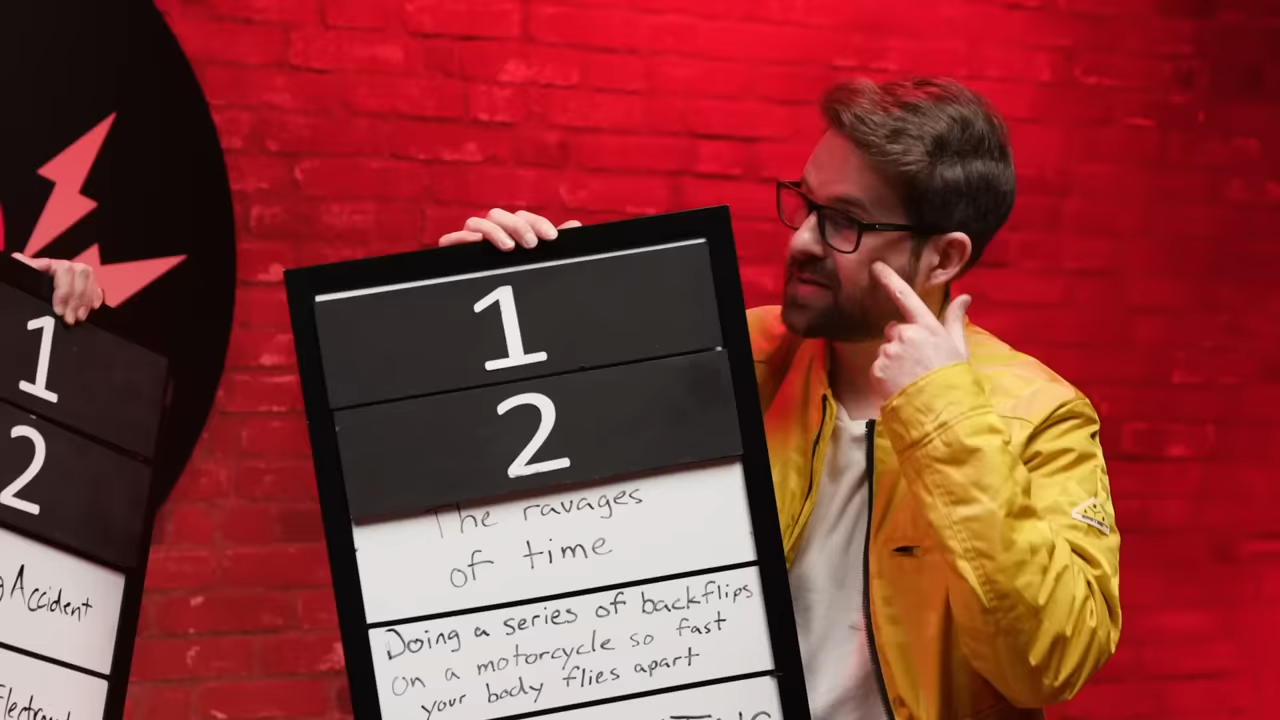 1
2
Accident
1
2
The ravages
of time
Doing a series of backflips
on a motorcycle so fast
your body flies apart